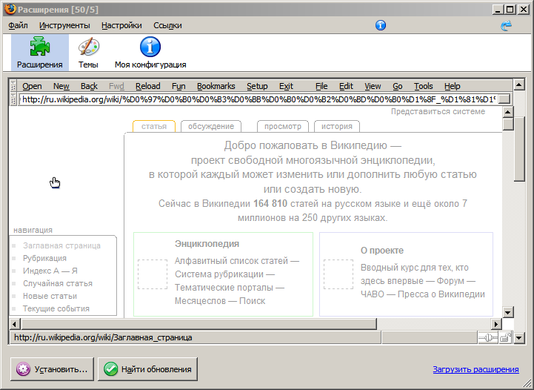 Расширения [50/5]
Файл Инструменты Настройки Ссылки
Расширения Темы Моя конфигурация
Open New Back Fwd Reload Fun Bookmarks Setup Exit File Edit View Go Tools Help
http://ru.wikipedia.org/wiki/%D0%97%D0%B0%D0%B3%D0%BB%D0%B0%D0%B2%D0%BD%D0%B0%D1%8F_%D1%81%D1%
Представиться системе
статья обсуждение просмотр история
Добро пожаловать в Википедию —
проект свободной многоязычной энциклопедии,
в которой каждый может изменить или дополнить любую статью
или создать новую.
Сейчас в Википедии 164 810 статей на русском языке и ещё около 7
миллионов на 250 других языках.
навигация
Заглавная страница
Рубрикация
Индекс А — Я
Случайная статья
Новые статьи
Текущие события
Энциклопедия
Алфавитный список статей —
Система рубрикации —
Тематические порталы —
Месяцеслов — Поиск
О проекте
Вводный курс для тех, кто
здесь впервые — Форум —
ЧАВО — Пресса о Википедии
http://ru.wikipedia.org/wiki/Заглавная_страница
Установить... Найти обновления Загрузить расширения